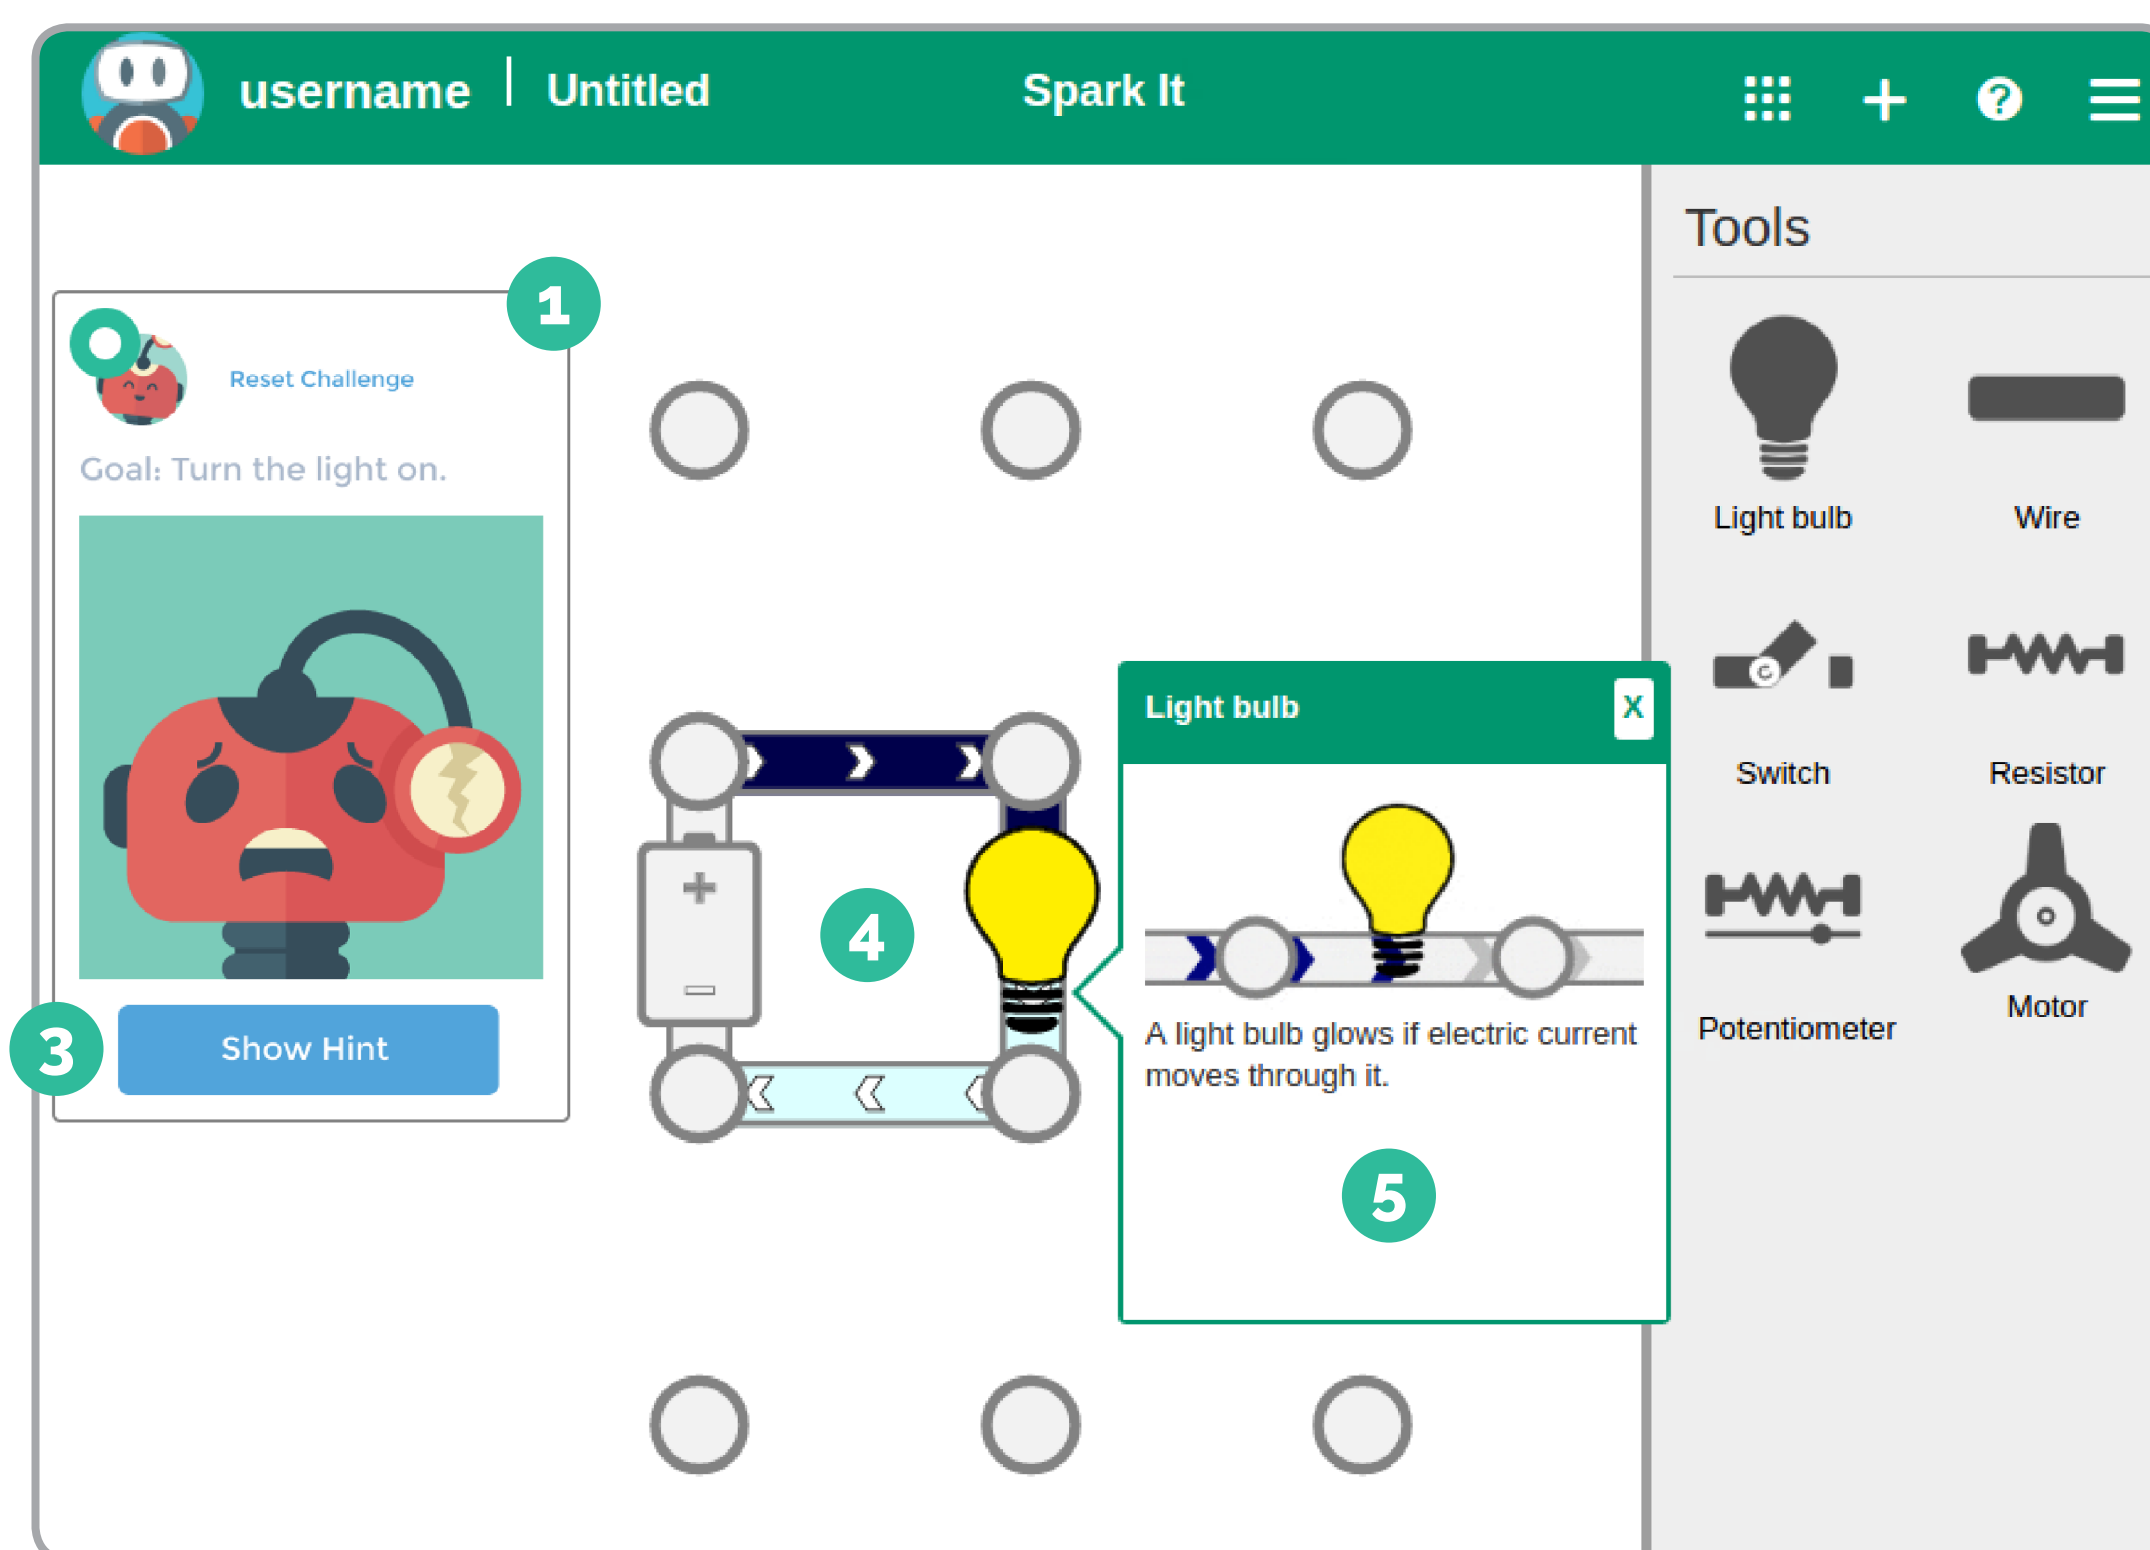 username | Untitled
Spark It
Tools
1
Reset Challenge
Goal: Turn the light on.
Show Hint
3
4
+
−
Light bulb
X
A light bulb glows if electric current
moves through it.
5
Light bulb
Wire
Switch
Resistor
Potentiometer
Motor